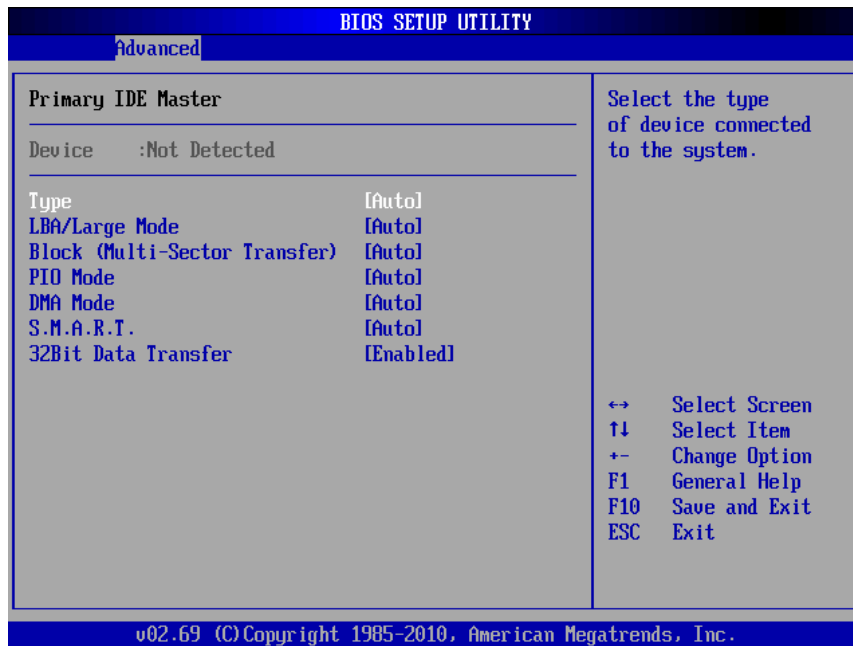 BIOS SETUP UTILITY
Advanced
Primary IDE Master
Device :Not Detected
Type [Auto]
LBA/Large Mode [Auto]
Block (Multi-Sector Transfer) [Auto]
PIO Mode [Auto]
DMA Mode [Auto]
S.M.A.R.T. [Auto]
32Bit Data Transfer [Enabled]
Select the type
of device connected
to the system.
↔ Select Screen
↑↓ Select Item
+- Change Option
F1 General Help
F10 Save and Exit
ESC Exit
v02.69 (C)Copyright 1985-2010, American Megatrends, Inc.